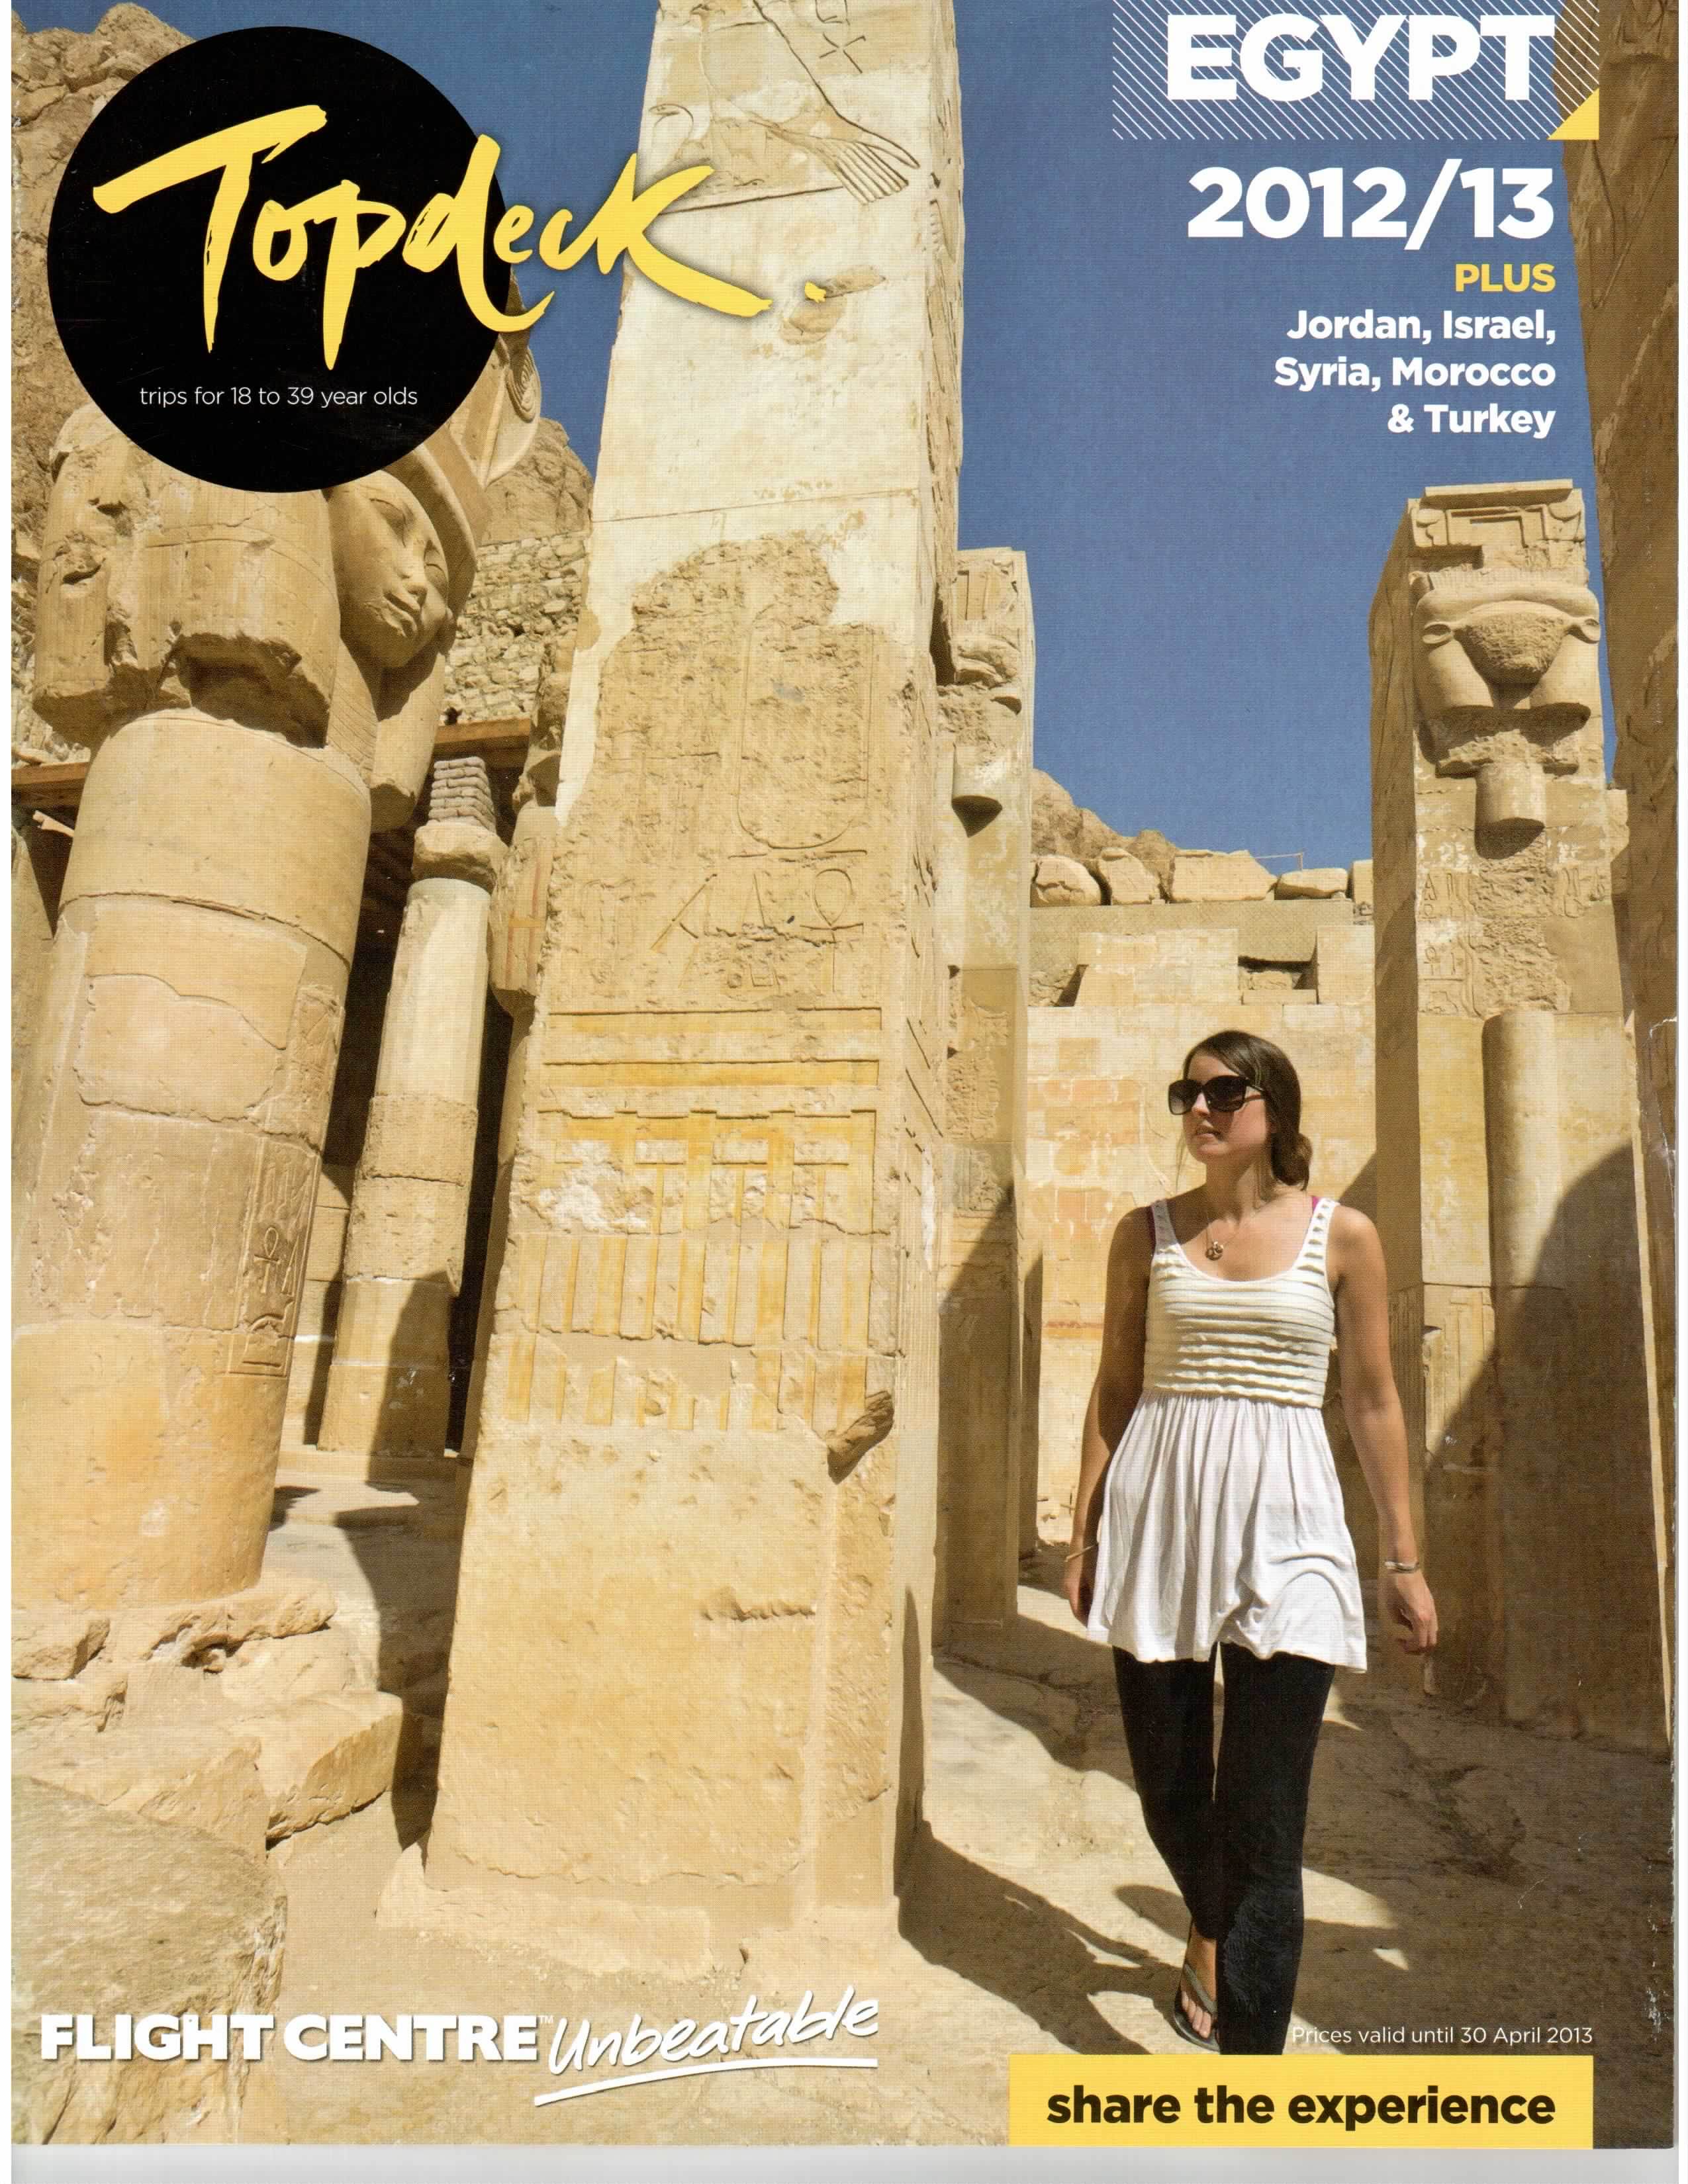 Topdeck.
trips for 18 to 39 year olds
EGYPT
2012/13
PLUS
Jordan, Israel,
Syria, Morocco
& Turkey
FLIGHT CENTRE™ Unbeatable
Prices valid until 30 April 2013
share the experience